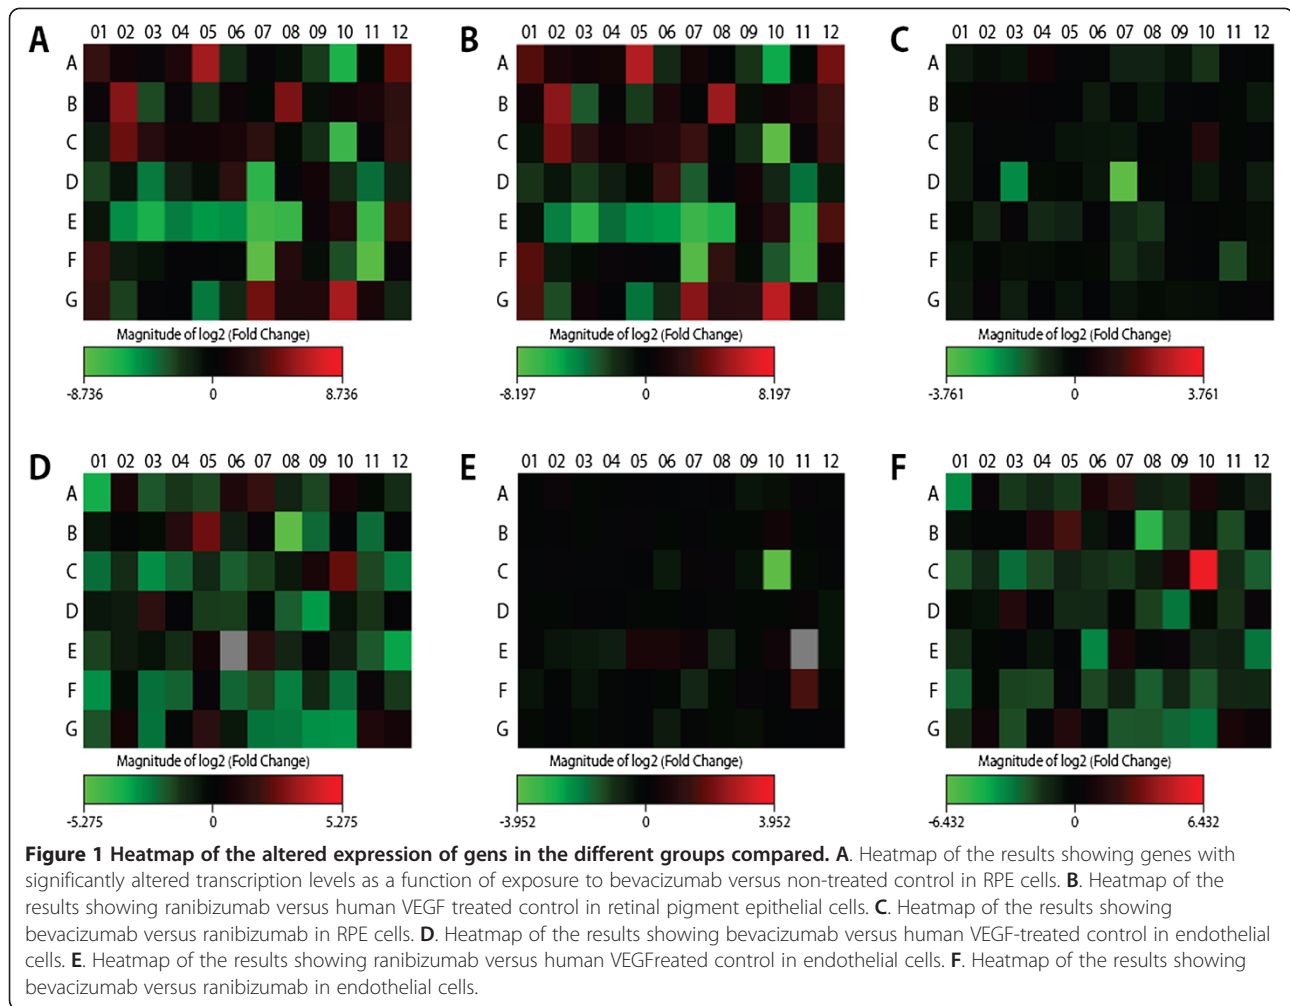 A
01 02 03 04 05 06 07 08 09 10 11 12
A
B
C
D
E
F
G
Magnitude of log2 (Fold Change)
-8.736 0 8.736
B
01 02 03 04 05 06 07 08 09 10 11 12
A
B
C
D
E
F
G
Magnitude of log2 (Fold Change)
-8.197 0 8.197
C
01 02 03 04 05 06 07 08 09 10 11 12
A
B
C
D
E
F
G
Magnitude of log2 (Fold Change)
-3.761 0 3.761
D
01 02 03 04 05 06 07 08 09 10 11 12
A
B
C
D
E
F
G
Magnitude of log2 (Fold Change)
-5.275 0 5.275
E
01 02 03 04 05 06 07 08 09 10 11 12
A
B
C
D
E
F
G
Magnitude of log2 (Fold Change)
-3.952 0 3.952
F
01 02 03 04 05 06 07 08 09 10 11 12
A
B
C
D
E
F
G
Magnitude of log2 (Fold Change)
-6.432 0 6.432
Figure 1 Heatmap of the altered expression of gens in the different groups compared. A. Heatmap of the results showing genes with
significantly altered transcription levels as a function of exposure to bevacizumab versus non-treated control in RPE cells. B. Heatmap of the
results showing ranibizumab versus human VEGF treated control in retinal pigment epithelial cells. C. Heatmap of the results showing
bevacizumab versus ranibizumab in RPE cells. D. Heatmap of the results showing bevacizumab versus human VEGF-treated control in endothelial
cells. E. Heatmap of the results showing ranibizumab versus human VEGFreated control in endothelial cells. F. Heatmap of the results showing
bevacizumab versus ranibizumab in endothelial cells.